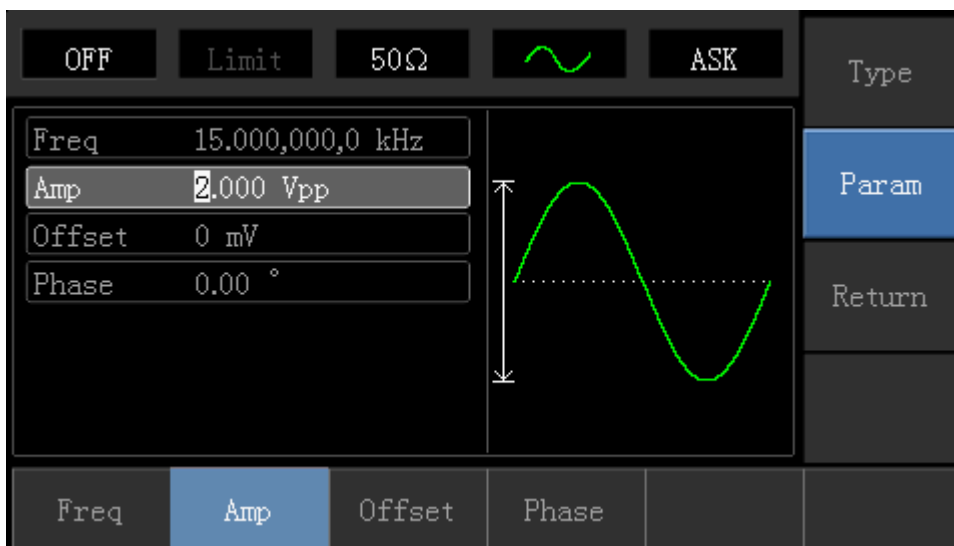 OFF Limit 50Ω ASK
Type
Freq 15.000,000,0 kHz
Amp 2.000 Vpp
Offset 0 mV
Phase 0.00 °
Param
Return
Freq Amp Offset Phase